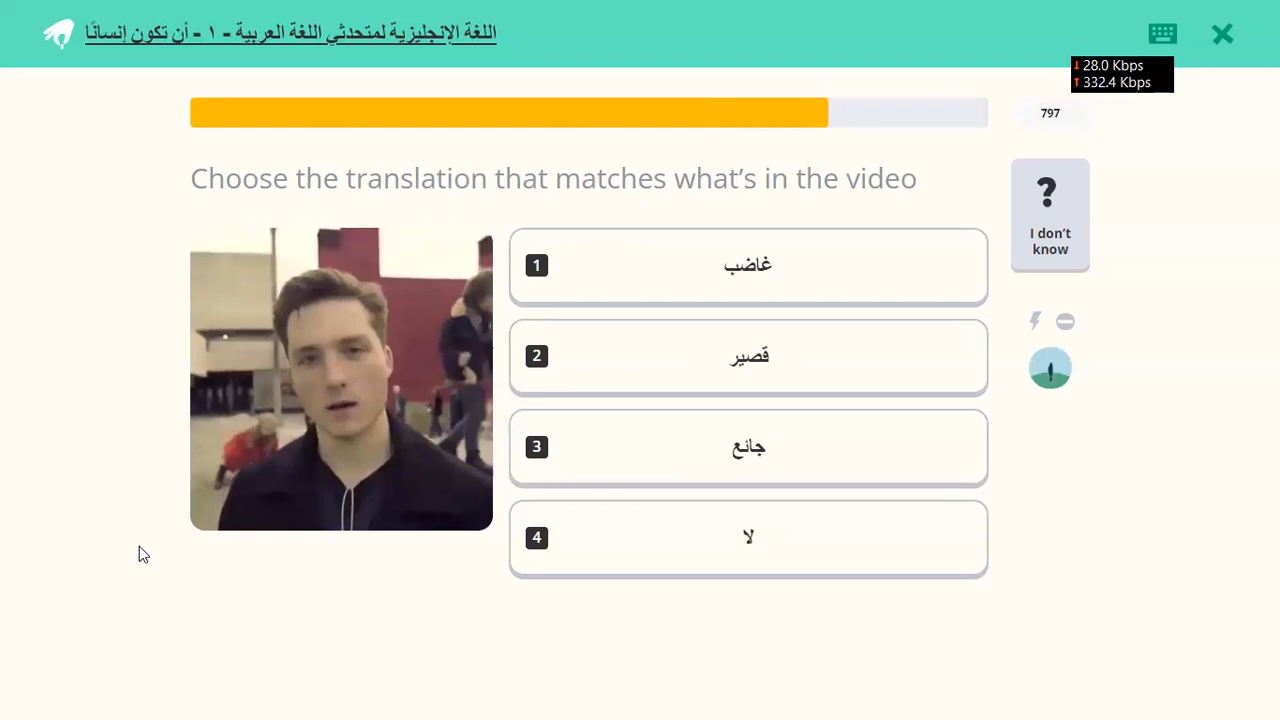 اللغة الإنجليزية لمتحدثي اللغة العربية - ١ - أن تكون إنسانًا
↓ 28.0 Kbps
↑ 332.4 Kbps
797
Choose the translation that matches what's in the video
?
I don't
know
1 غاضب
2 قصير
3 جائع
4 لا